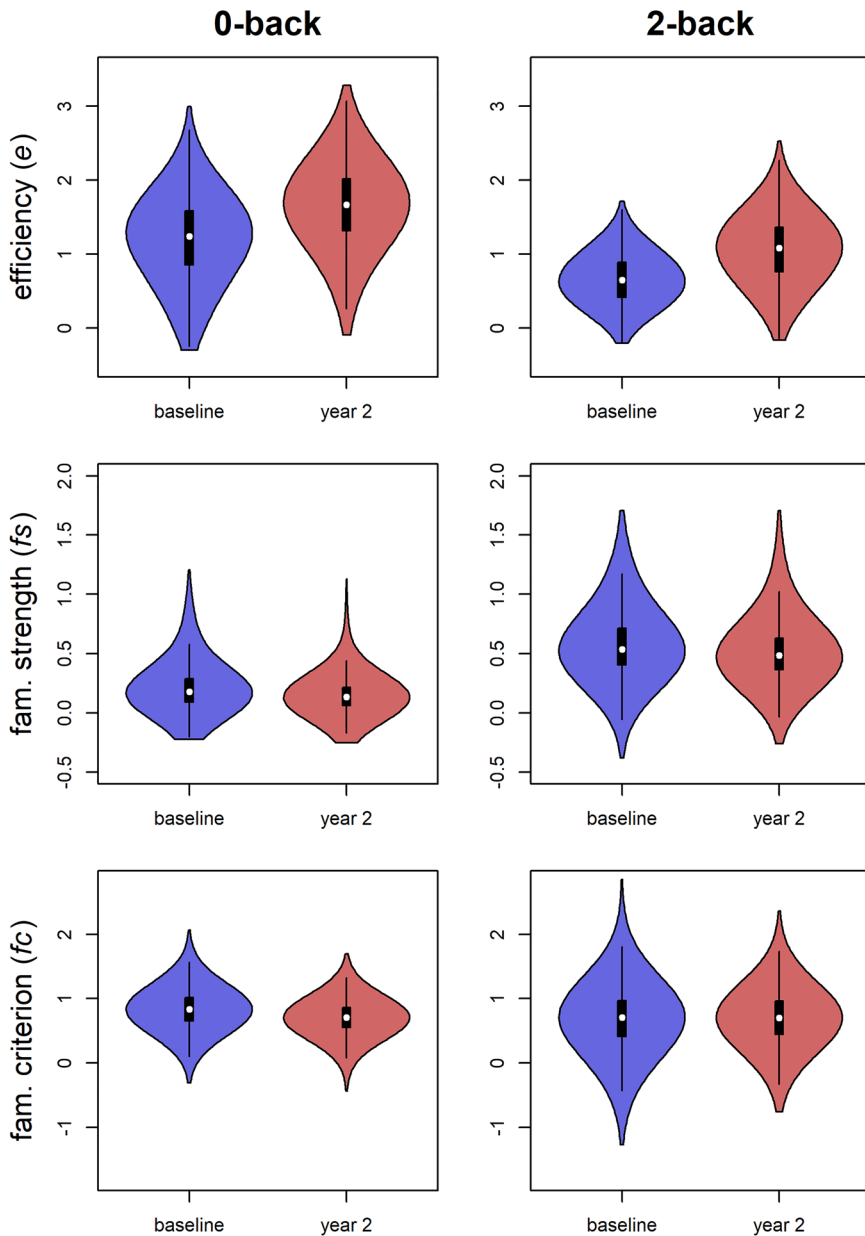 0-back
2-back
efficiency (e)
3
2
1
0
baseline
year 2
3
2
1
0
baseline
year 2
fam. strength (fs)
2.0
1.5
1.0
0.5
0.0
-0.5
baseline
year 2
2.0
1.5
1.0
0.5
0.0
-0.5
baseline
year 2
fam. criterion (fc)
2
1
0
-1
baseline
year 2
2
1
0
-1
baseline
year 2